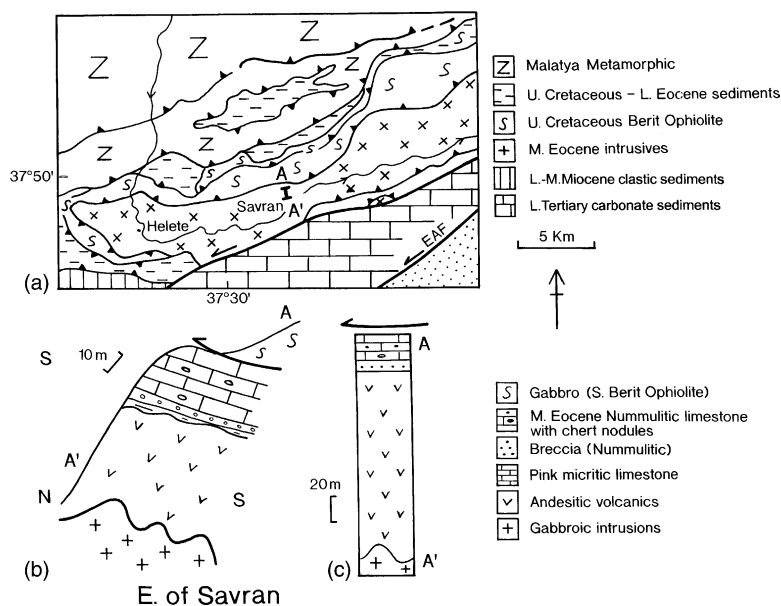 Z
Z
Z
Z
Z
Z
Z
S
S
S
S
S
S
S
S
S
S
A
A'
37°50'
Savran
Helete
EAF
(a)
37°30'
Malatya Metamorphic
U. Cretaceous – L. Eocene sediments
U. Cretaceous Berit Ophiolite
M. Eocene intrusives
L.-M.Miocene clastic sediments
L.Tertiary carbonate sediments
5 Km
S
10 m
A
S
S
A'
N
S
(b)
A
20m
A'
(c)
E. of Savran
Gabbro (S. Berit Ophiolite)
M. Eocene Nummulitic limestone
with chert nodules
Breccia (Nummulitic)
Pink micritic limestone
Andesitic volcanics
Gabbroic intrusions